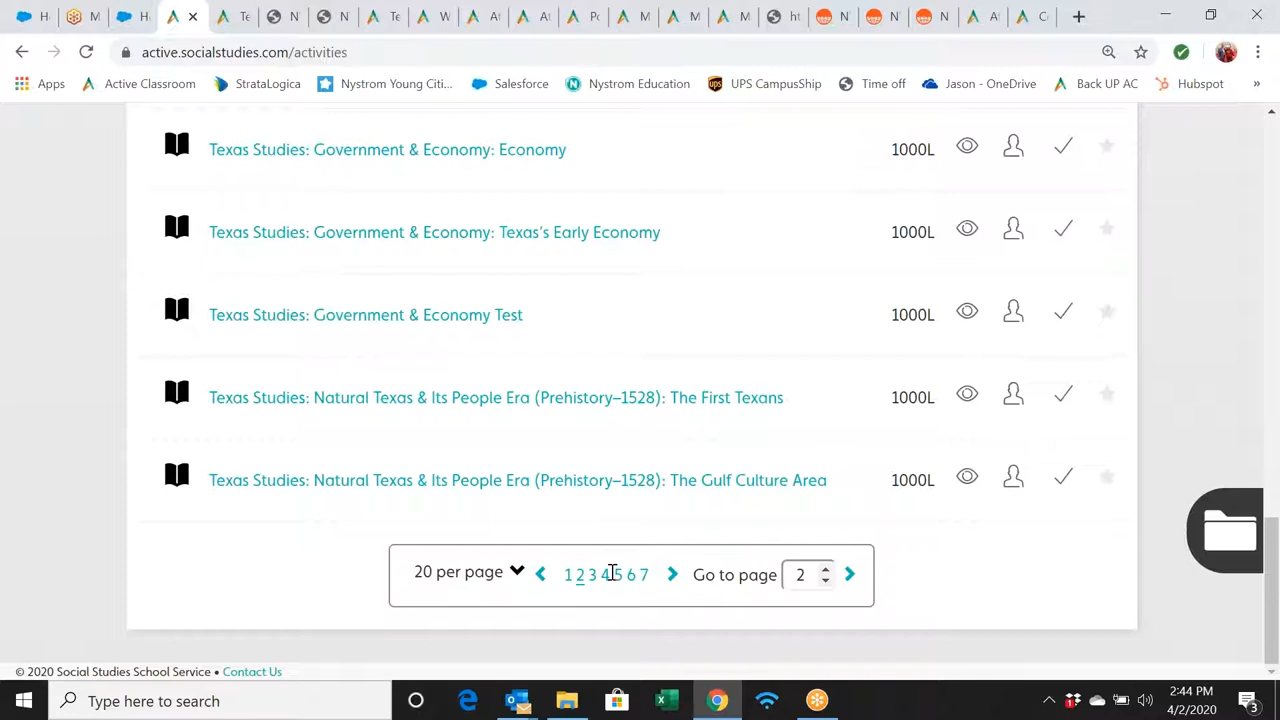 H
H
Te
N
N
Te
W
A
A
P
M
M
M
ht
N
N
N
A
C
active.socialstudies.com/activities
Apps
Active Classroom
StrataLogica
Nystrom Young Citi...
Salesforce
Nystrom Education
UPS CampusShip
Time off
Jason - OneDrive
Back UP AC
Hubspot
»
Texas Studies: Government & Economy: Economy 1000L
Texas Studies: Government & Economy: Texas's Early Economy 1000L
Texas Studies: Government & Economy Test 1000L
Texas Studies: Natural Texas & Its People Era (Prehistory–1528): The First Texans 1000L
Texas Studies: Natural Texas & Its People Era (Prehistory–1528): The Gulf Culture Area 1000L
20 per page 1 2 3 4 5 6 7 Go to page 2
© 2020 Social Studies School Service • Contact Us
Type here to search
2:44 PM
4/2/2020
3